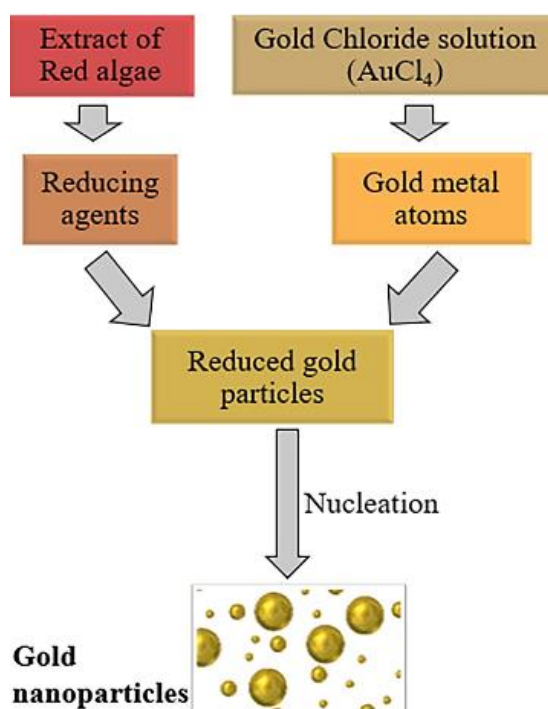 Extract of
Red algae
Gold Chloride solution
(AuCl₄)
Reducing
agents
Gold metal
atoms
Reduced gold
particles
Nucleation
Gold
nanoparticles